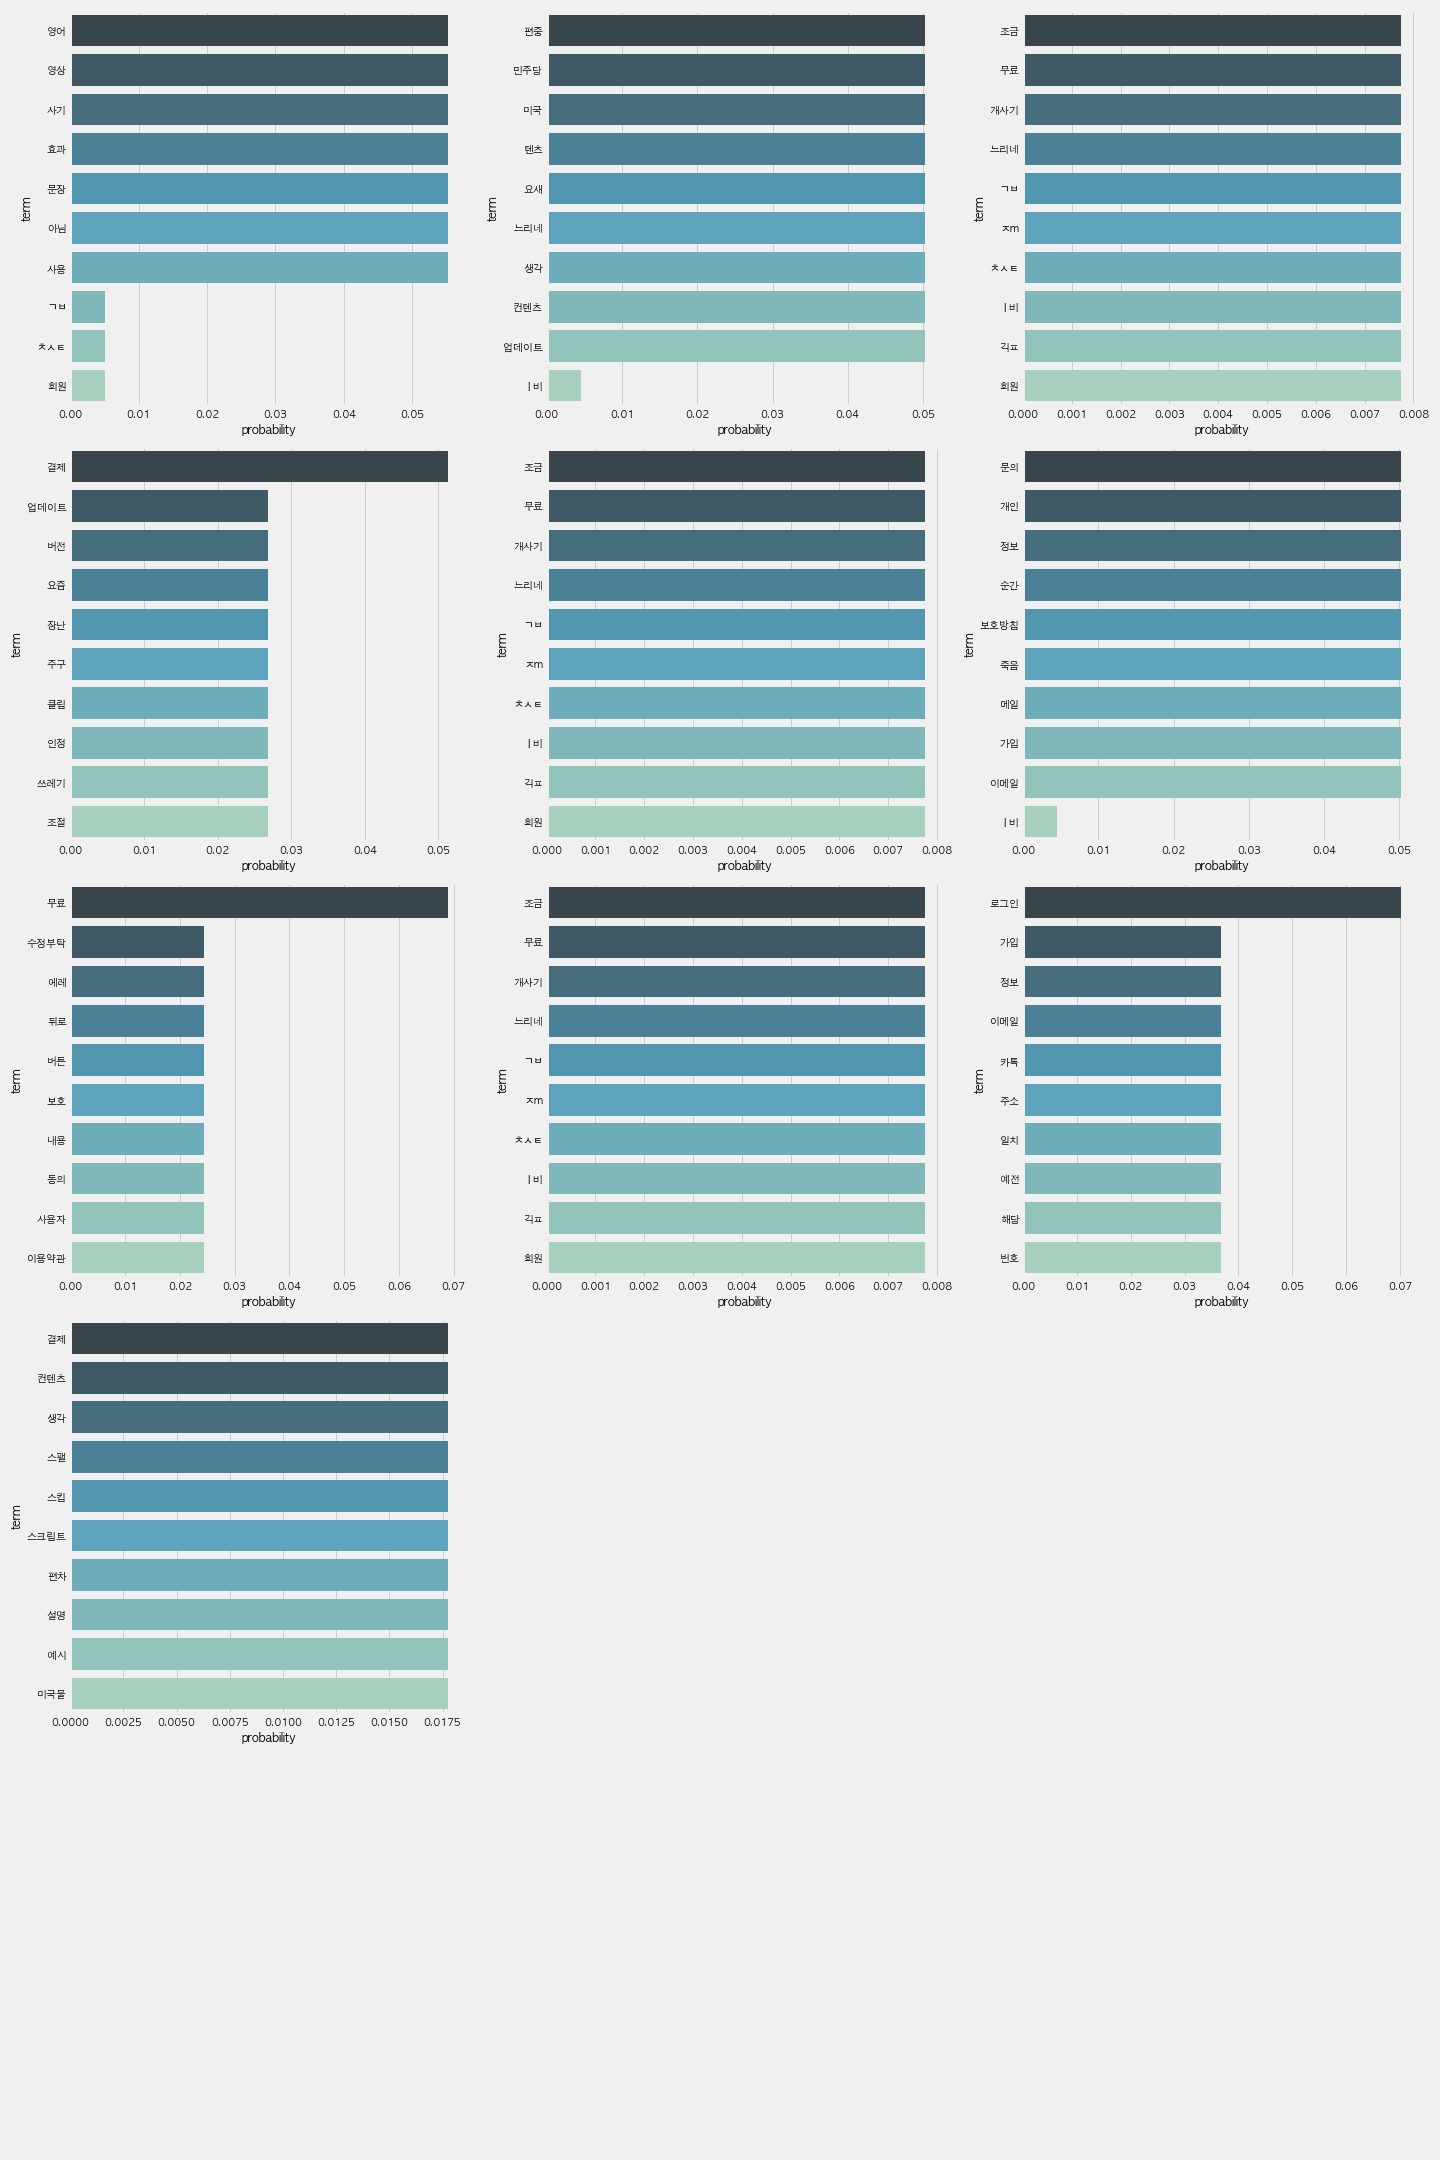 영어
영상
사기
효과
문장
아님
사용
ㄱㅂ
ㅊㅅㅌ
회원
term
0.00 0.01 0.02 0.03 0.04 0.05
probability
편중
민주당
미국
텐츠
요새
느리네
생각
컨텐츠
업데이트
ㅣ비
term
0.00 0.01 0.02 0.03 0.04 0.05
probability
조금
무료
개사기
느리네
ㄱㅂ
ㅈm
ㅊㅅㅌ
ㅣ비
긱ㅍ
회원
term
0.000 0.001 0.002 0.003 0.004 0.005 0.006 0.007 0.008
probability
결제
업데이트
버전
요즘
장난
주구
클립
인정
쓰레기
조절
term
0.00 0.01 0.02 0.03 0.04 0.05
probability
조금
무료
개사기
느리네
ㄱㅂ
ㅈm
ㅊㅅㅌ
ㅣ비
긱ㅍ
회원
term
0.000 0.001 0.002 0.003 0.004 0.005 0.006 0.007 0.008
probability
문의
개인
정보
순간
보호방침
죽음
메일
가입
이메일
ㅣ비
term
0.00 0.01 0.02 0.03 0.04 0.05
probability
무료
수정부탁
에레
뒤로
버튼
보호
내용
동의
사용자
이용약관
term
0.00 0.01 0.02 0.03 0.04 0.05 0.06 0.07
probability
조금
무료
개사기
느리네
ㄱㅂ
ㅈm
ㅊㅅㅌ
ㅣ비
긱ㅍ
회원
term
0.000 0.001 0.002 0.003 0.004 0.005 0.006 0.007 0.008
probability
로그인
가입
정보
이메일
카톡
주소
일치
예전
해당
번호
term
0.00 0.01 0.02 0.03 0.04 0.05 0.06 0.07
probability
결제
컨텐츠
생각
스팰
스킵
스크립트
편차
설명
예시
미국물
term
0.0000 0.0025 0.0050 0.0075 0.0100 0.0125 0.0150 0.0175
probability